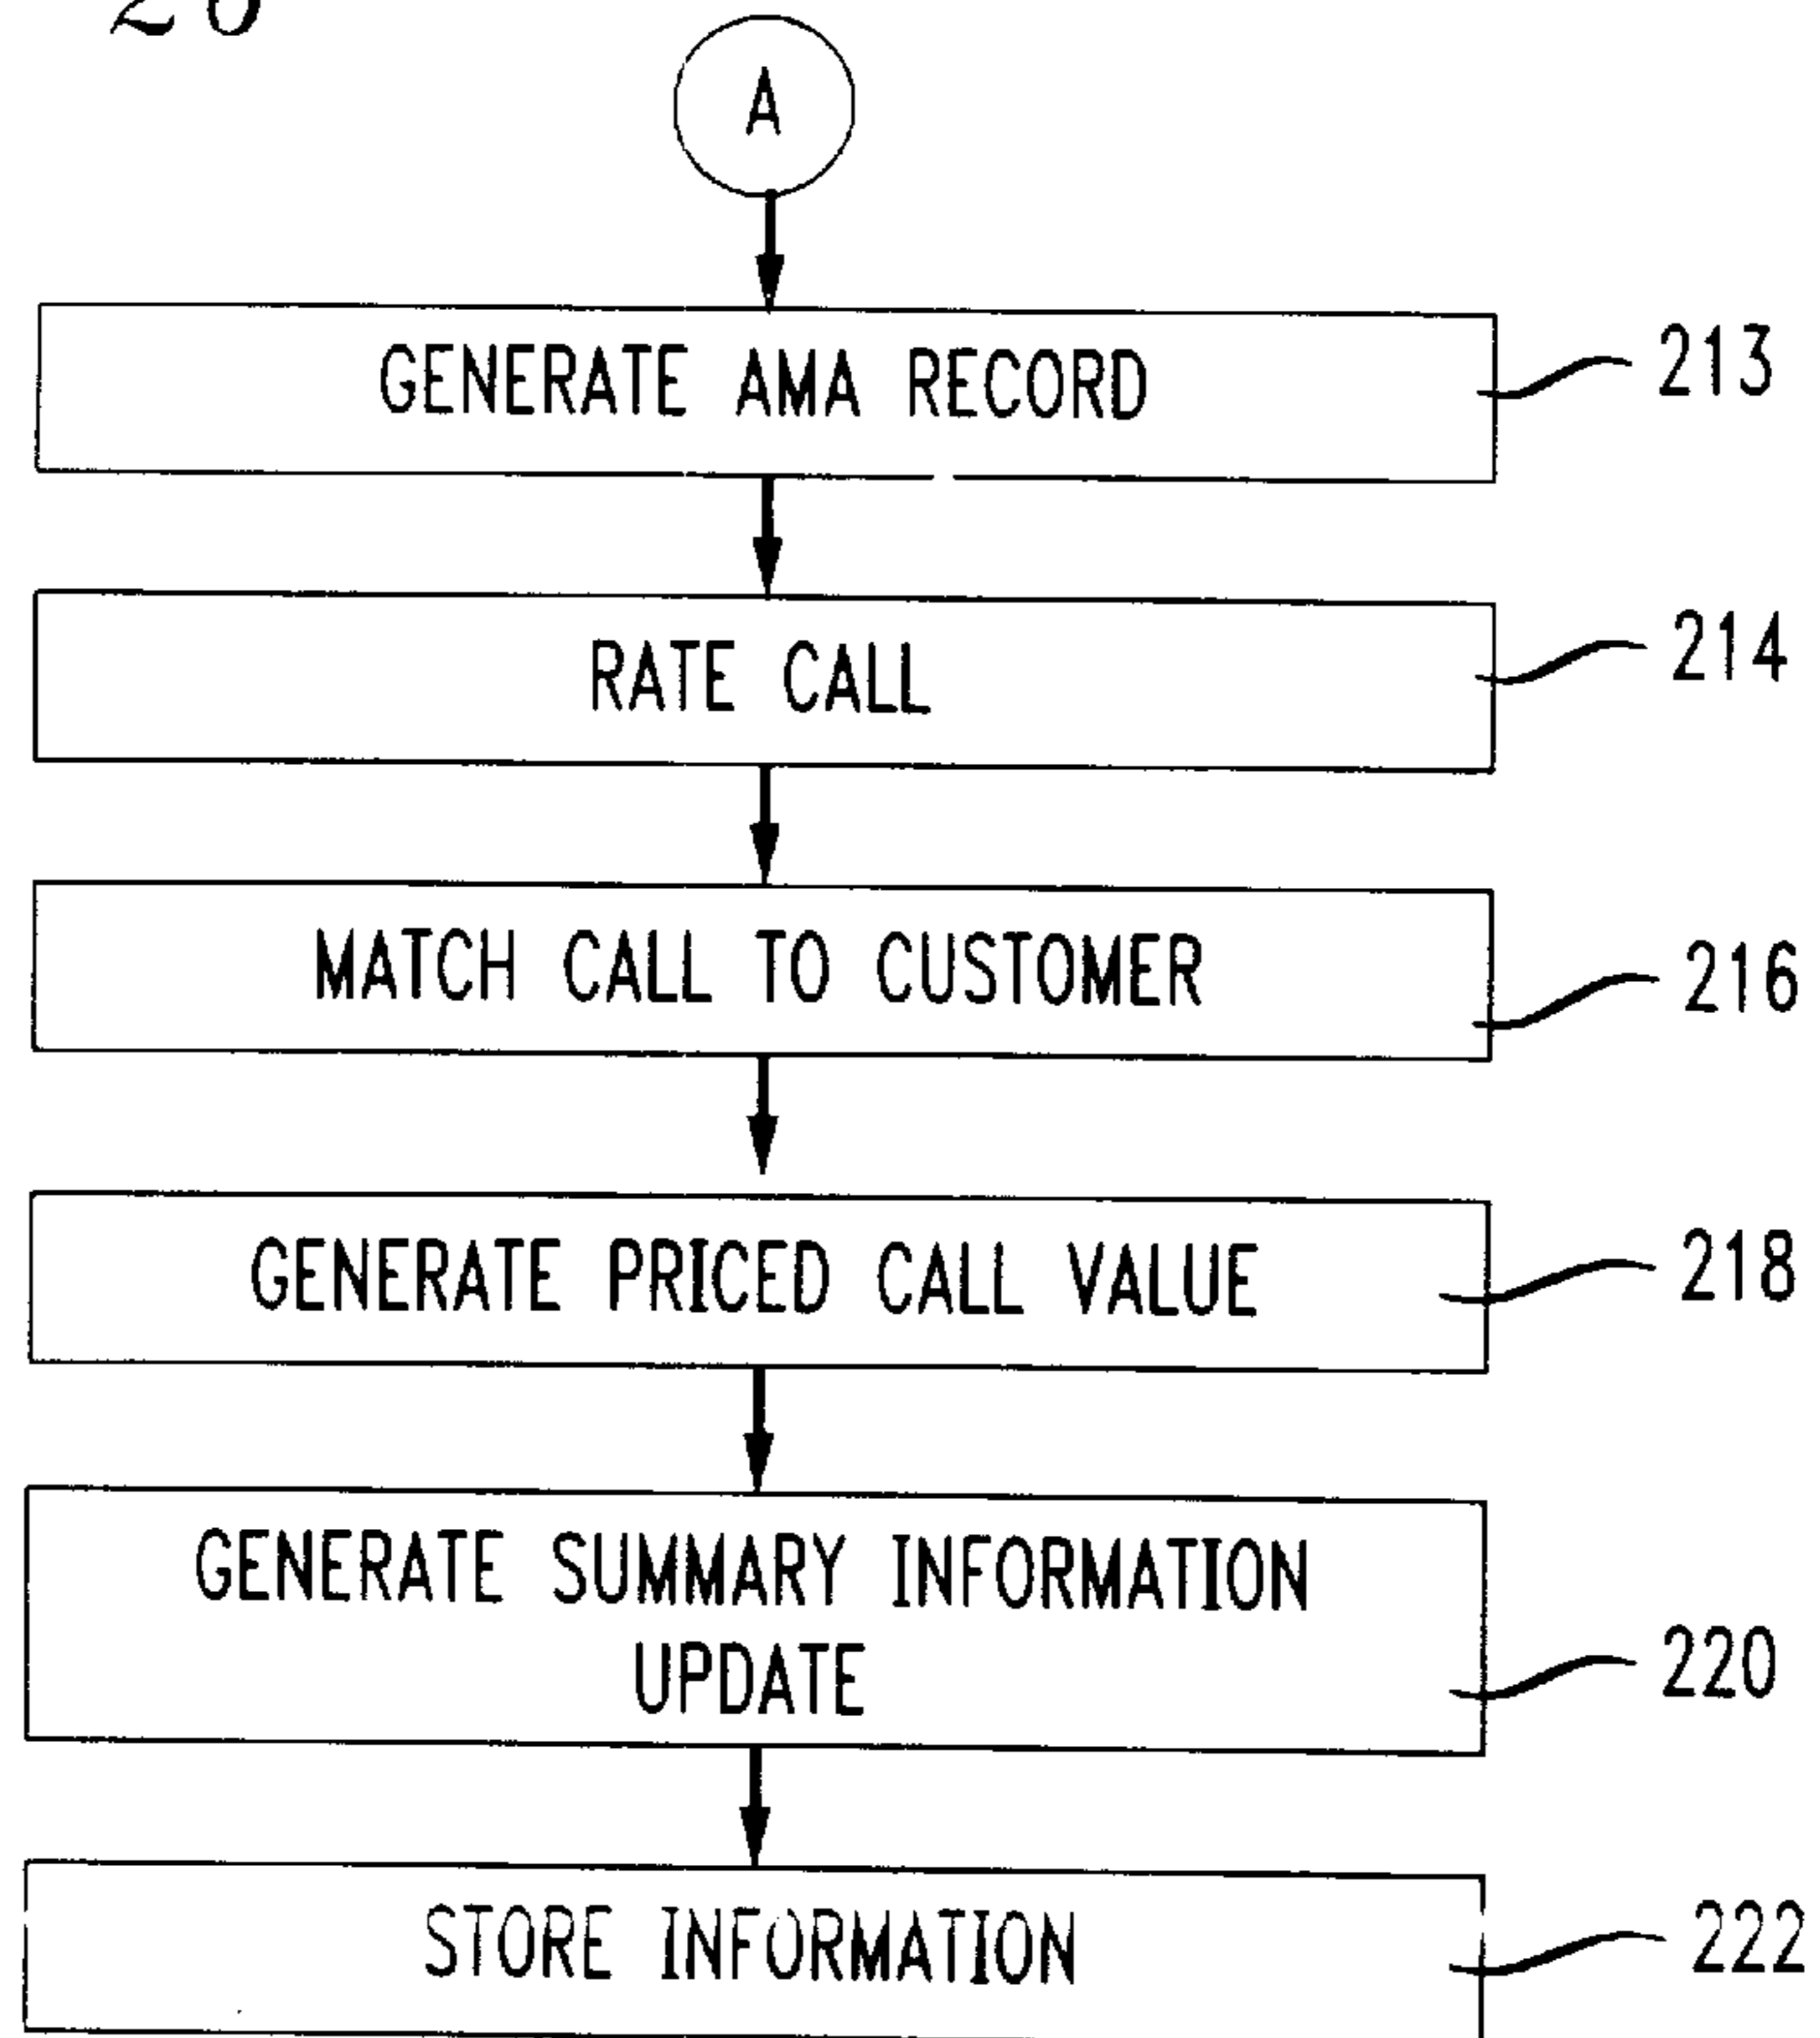 A
GENERATE AMA RECORD
213
RATE CALL
214
MATCH CALL TO CUSTOMER
216
GENERATE PRICED CALL VALUE
218
GENERATE SUMMARY INFORMATION
UPDATE
220
STORE INFORMATION
222